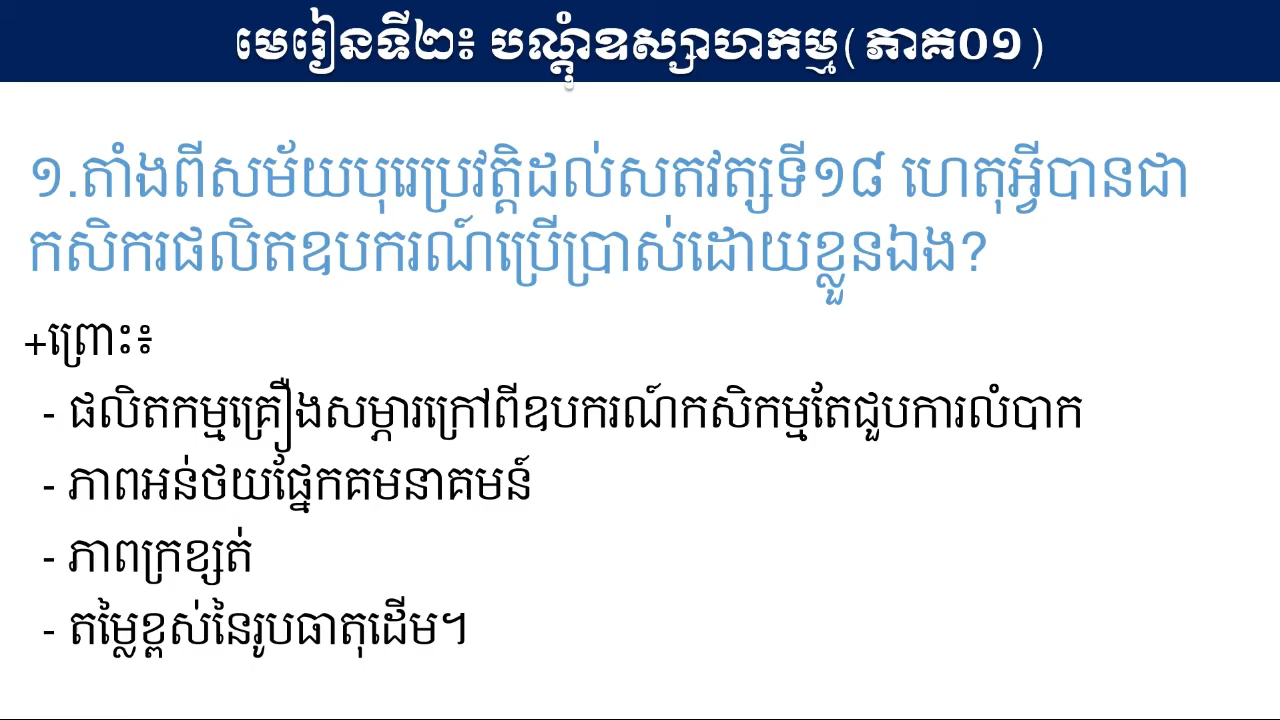 មេរៀនទី២៖ បណ្តុំឧស្សាហកម្ម(ភាគ០១)
១.តាំងពីសម័យបុរេប្រវត្តិដល់សតវត្សទី១៨ ហេតុអ្វីបានជា
កសិករផលិតឧបករណ៍ប្រើប្រាស់ដោយខ្លួនឯង?
+ព្រោះ៖
- ផលិតកម្មគ្រឿងសម្ភារក្រៅពីឧបករណ៍កសិកម្មតែជួបការលំបាក
- ភាពអន់ថយផ្នែកគមនាគមន៍
- ភាពក្រខ្សត់
- តម្លៃខ្ពស់នៃរូបធាតុដើម។